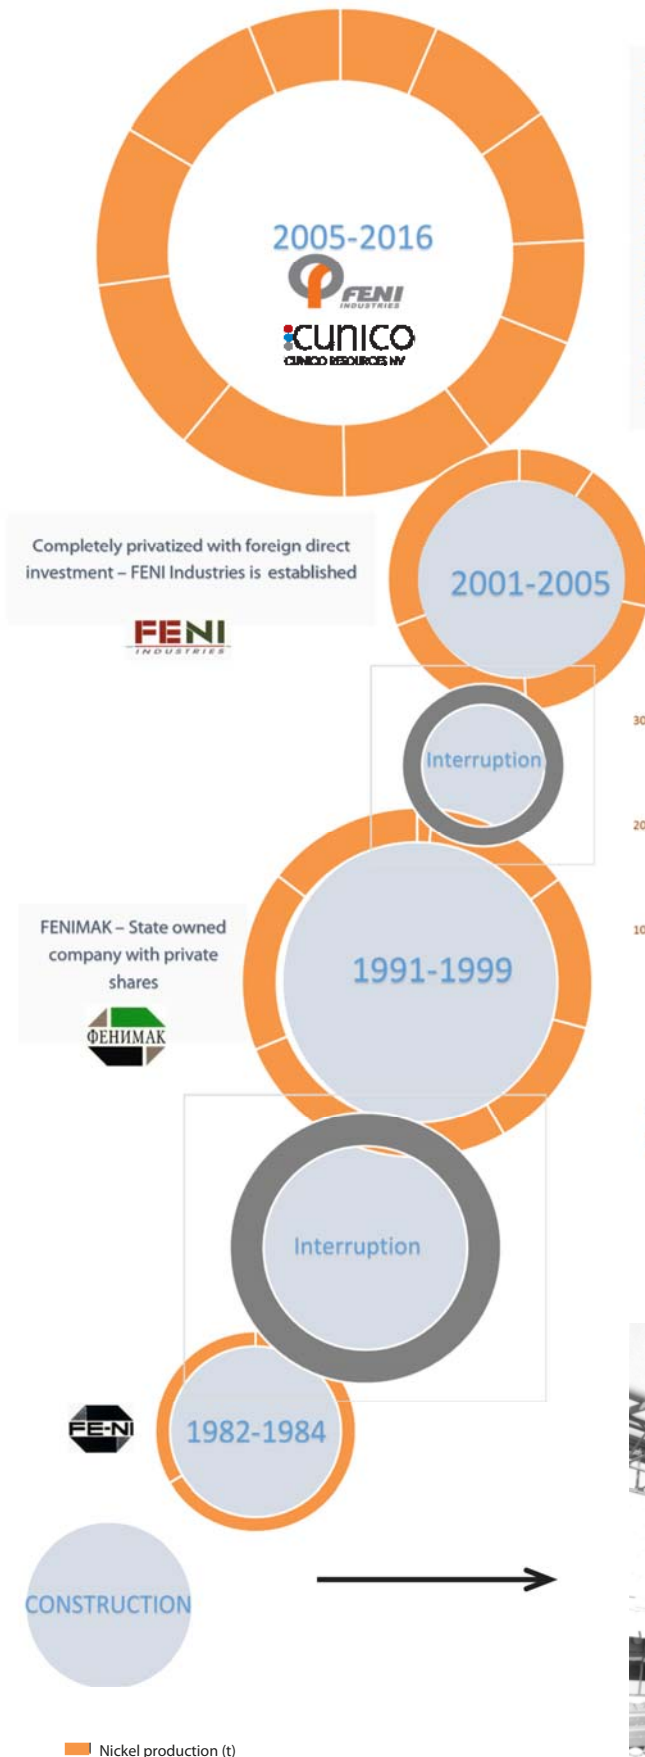 2005-2016
FENI
INDUSTRIES
CUNICO
CUNICO RESOURCES NV
Completely privatized with foreign direct
investment – FENI Industries is established
2001-2005
FENI
INDUSTRIES
30
Interruption
20
FENIMAK – State owned
company with private
shares
10
1991-1999
ФЕНИМАК
Interruption
FE-NI
1982-1984
CONSTRUCTION
Nickel production (t)